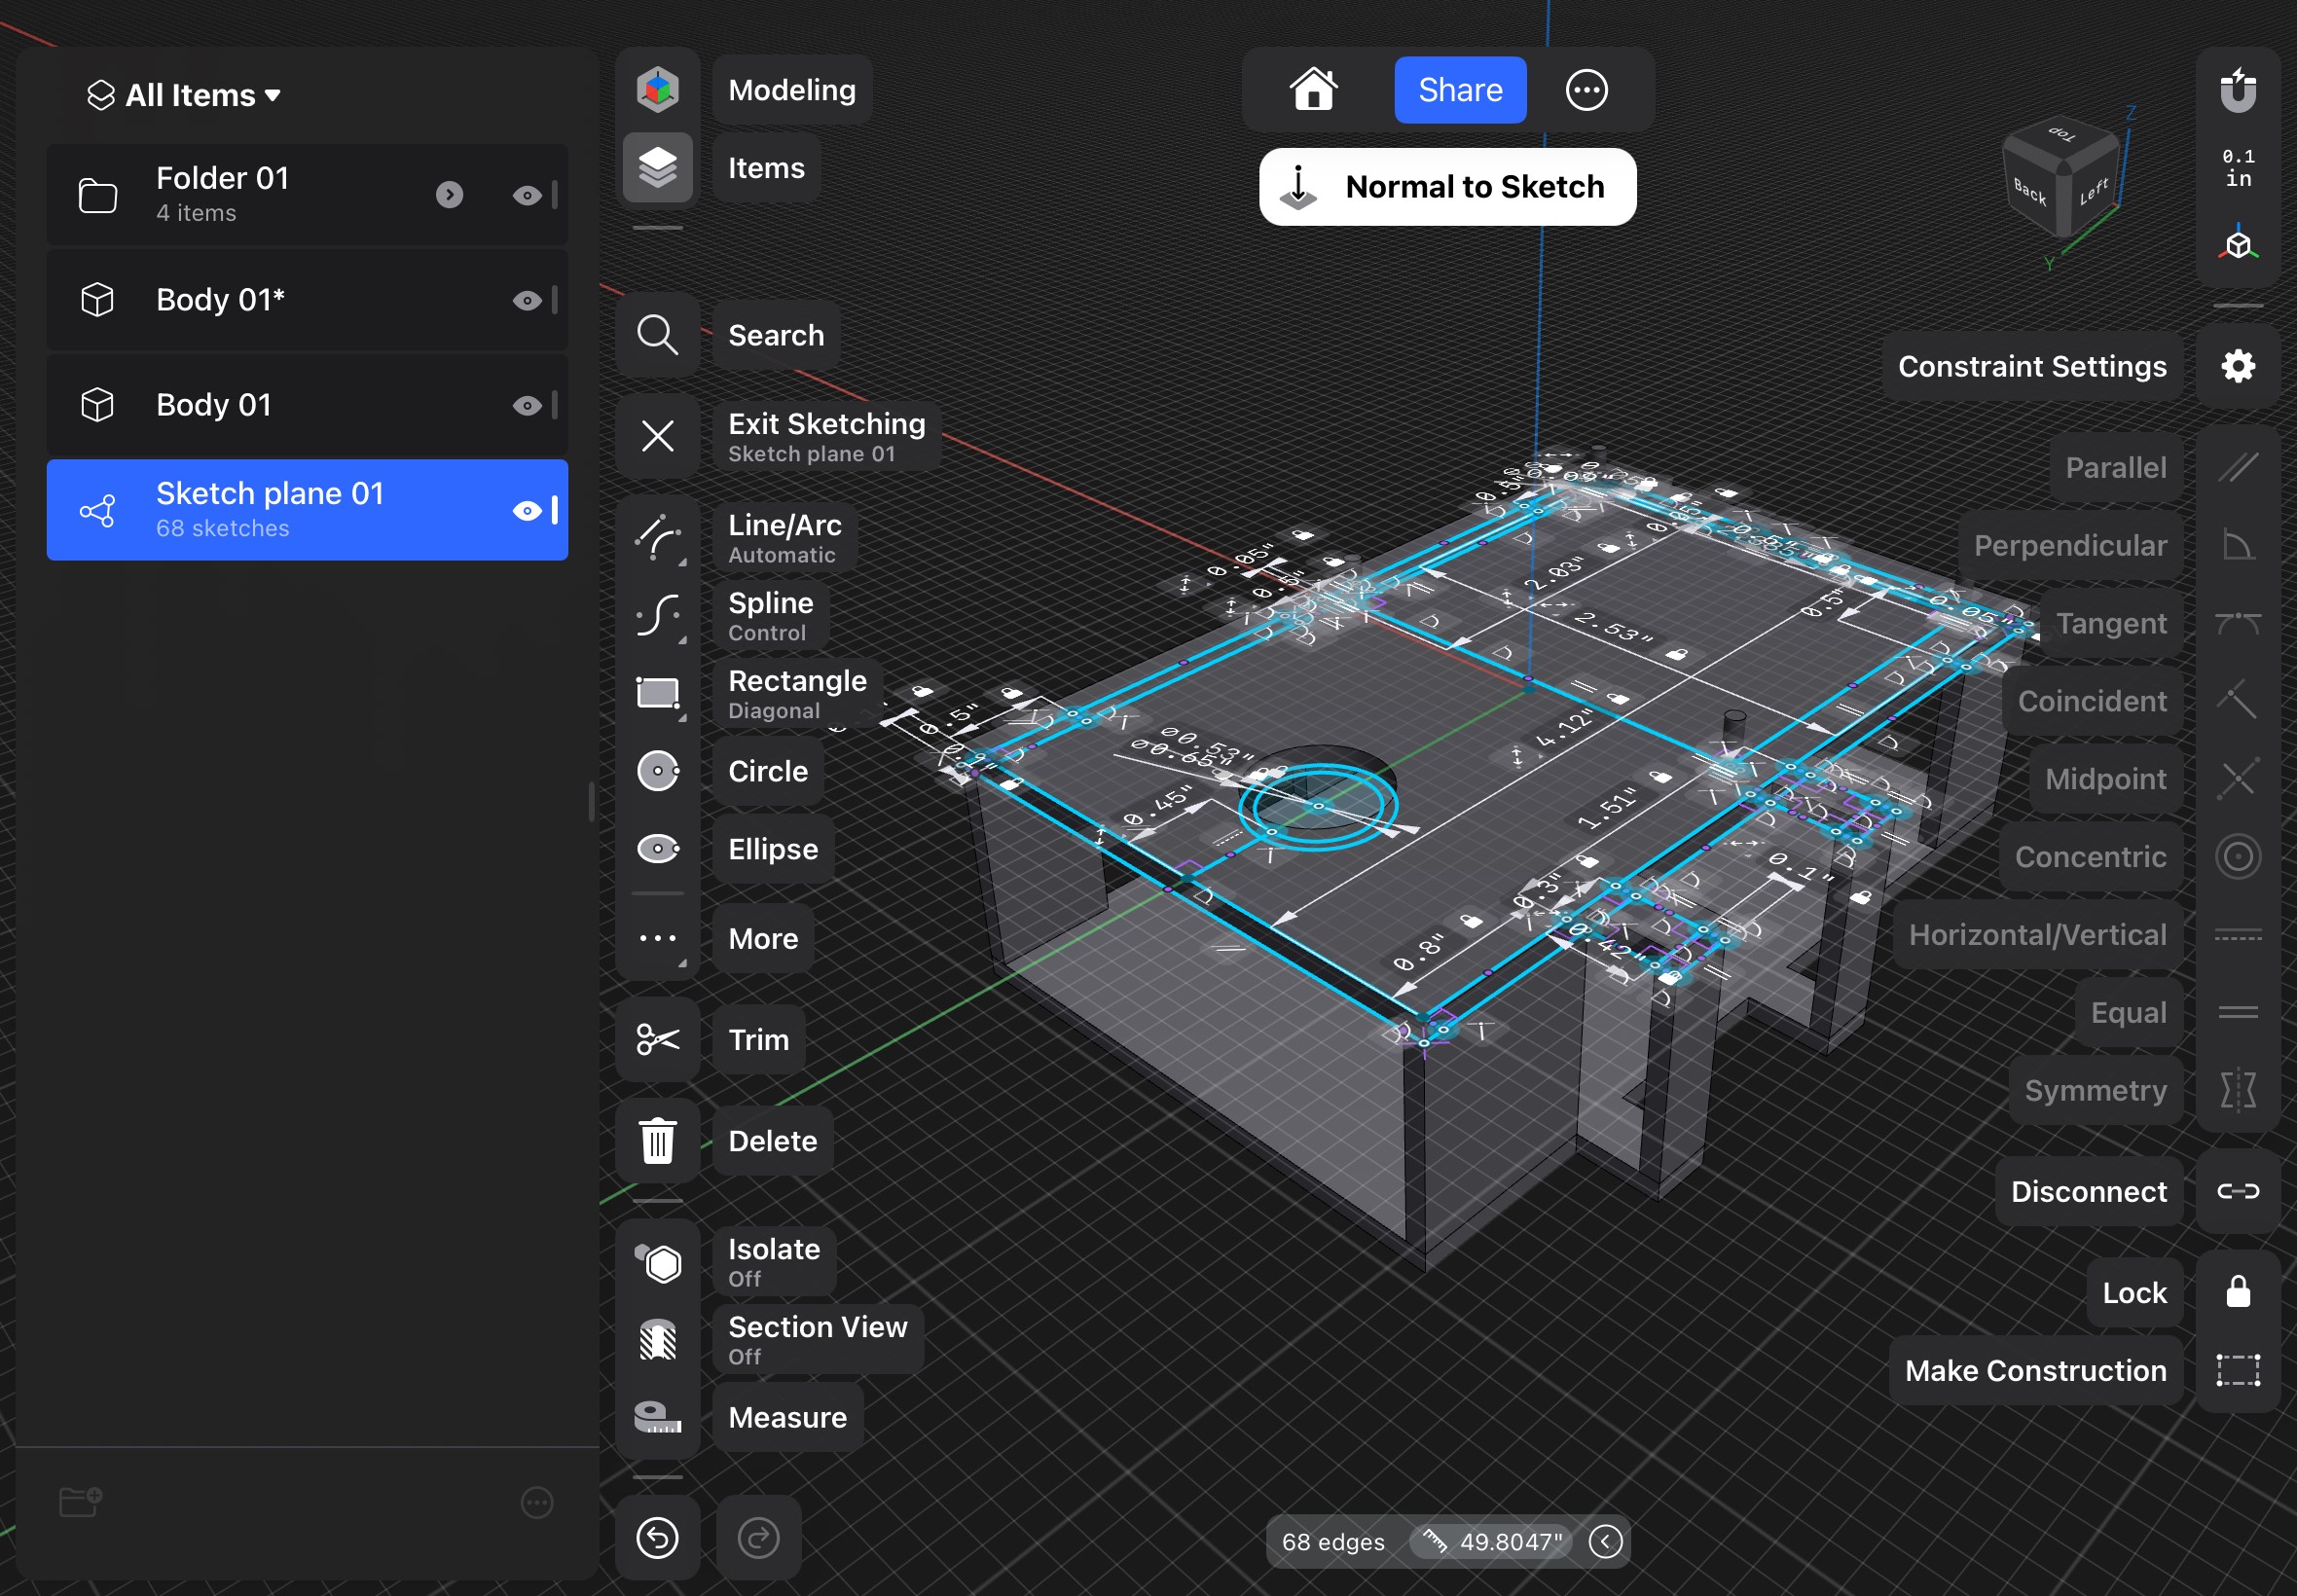 All Items
Folder 01
4 items
Body 01*
Body 01
Sketch plane 01
68 sketches
Modeling
Items
Search
Exit Sketching
Sketch plane 01
Line/Arc
Automatic
Spline
Control
Rectangle
Diagonal
Circle
Ellipse
More
Trim
Delete
Isolate
Off
Section View
Off
Measure
Share
Normal to Sketch
Top
Back
Left
Z
Y
0.05"
0.5"
2.03"
2.53"
0.5"
0.05"
0.5"
ø0.53"
ø0.65"
4.12"
0.45"
1.51"
0.1"
0.3"
0.42"
0.8"
68 edges
49.8047"
0.1
in
Constraint Settings
Parallel
Perpendicular
Tangent
Coincident
Midpoint
Concentric
Horizontal/Vertical
Equal
Symmetry
Disconnect
Lock
Make Construction